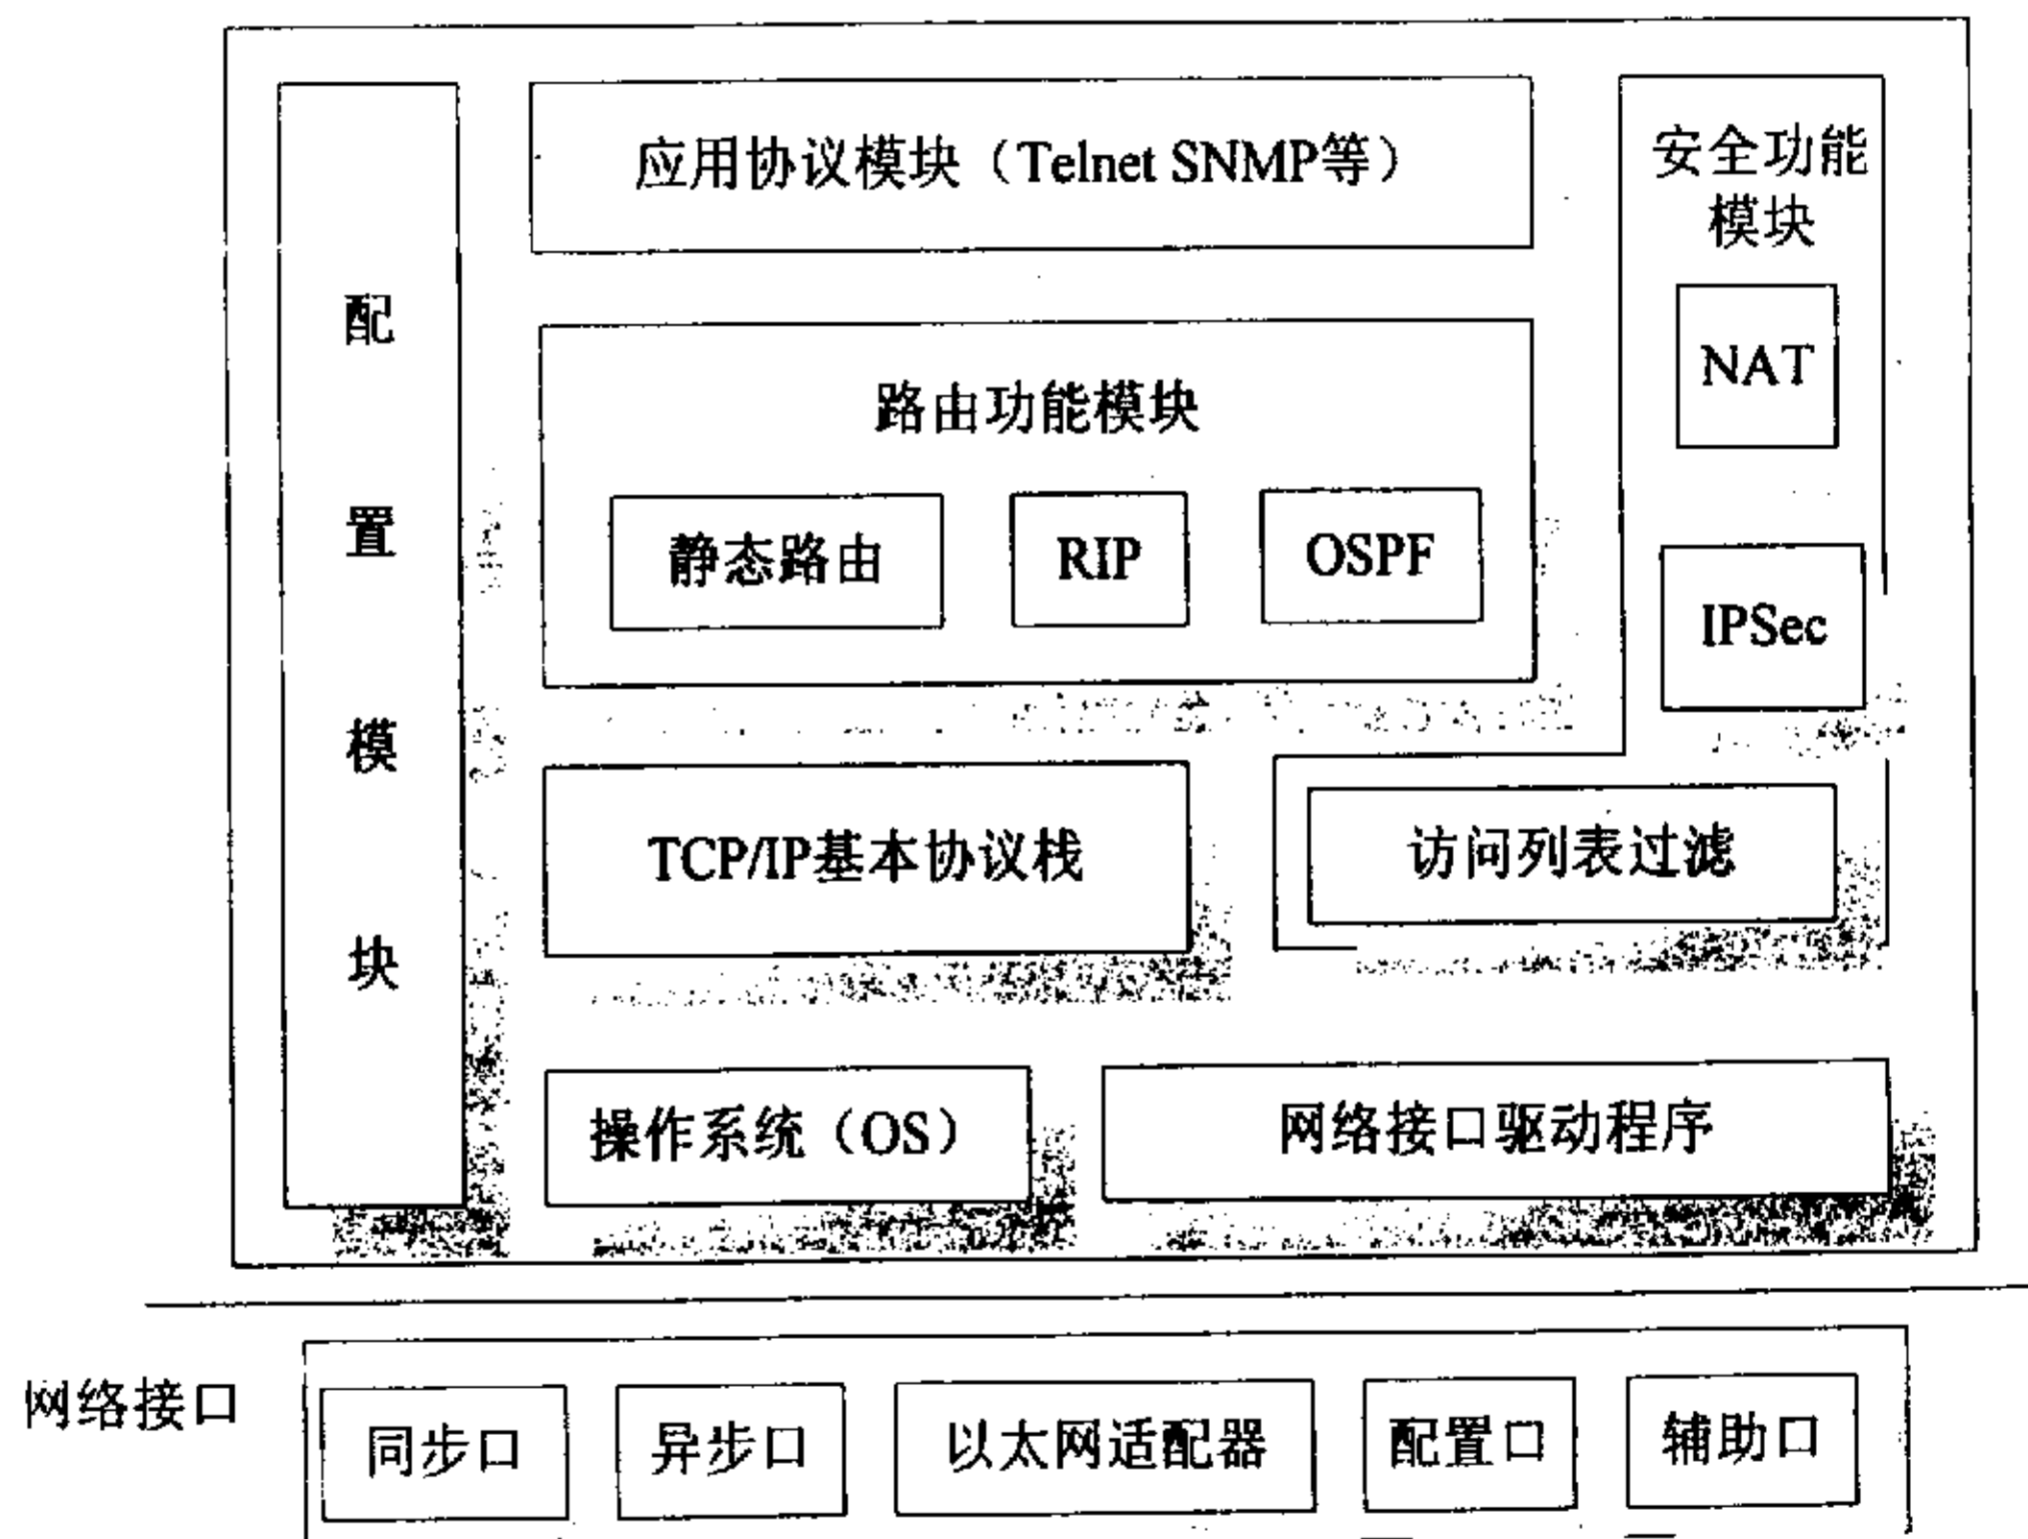 应用协议模块（Telnet SNMP等）
安全功能
模块
配
置
模
块
NAT
路由功能模块
静态路由
RIP
OSPF
IPSec
TCP/IP基本协议栈
访问列表过滤
操作系统（OS）
网络接口驱动程序
网络接口
同步口
异步口
以太网适配器
配置口
辅助口